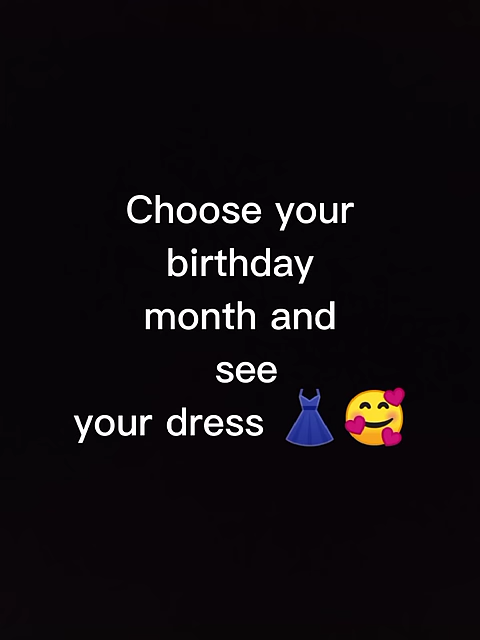 Choose your
birthday
month and
see
your dress 👗🥰